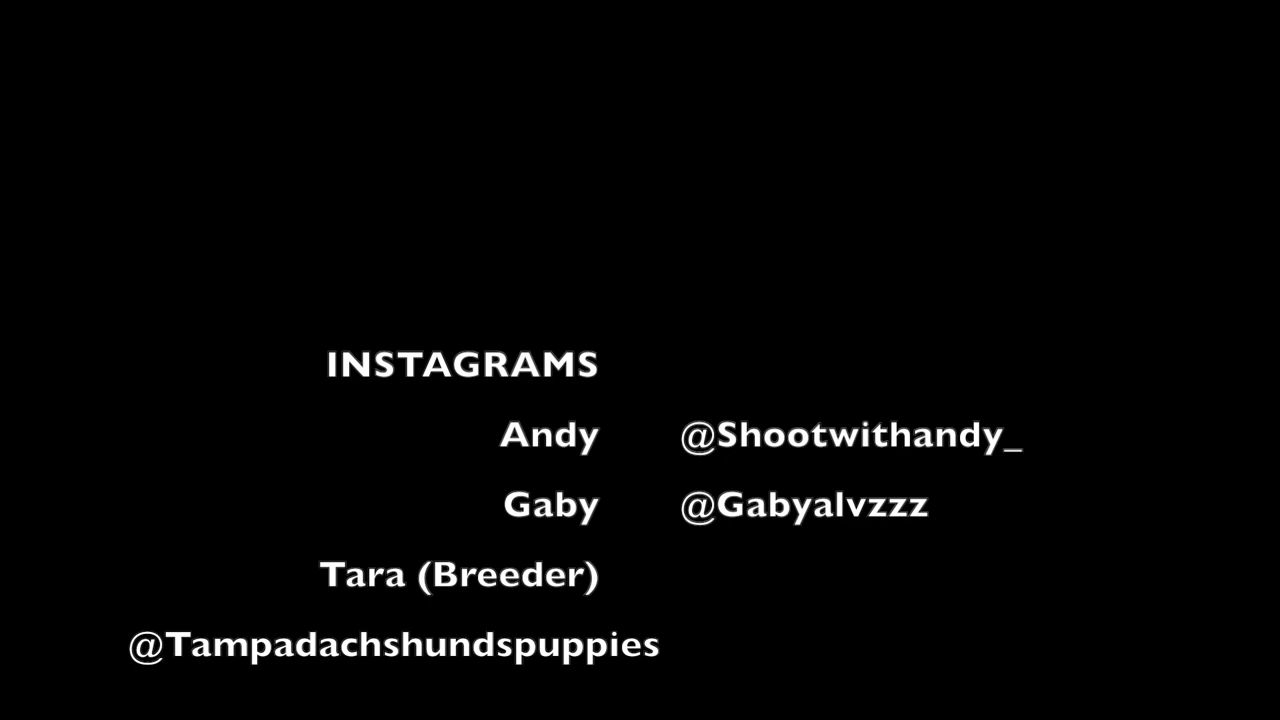 INSTAGRAMS
Andy @Shootwithandy_
Gaby @Gabyalvzzz
Tara (Breeder)
@Tampadachshundspuppies